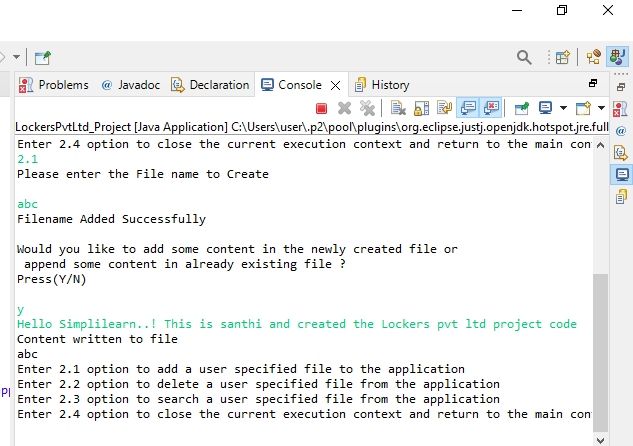 Problems @ Javadoc Declaration Console History
LockersPvtLtd_Project [Java Application] C:\Users\user\.p2\pool\plugins\org.eclipse.justj.openjdk.hotspot.jre.full
Enter 2.4 option to close the current execution context and return to the main con
2.1
Please enter the File name to Create
abc
Filename Added Successfully
Would you like to add some content in the newly created file or
append some content in already existing file ?
Press(Y/N)
y
Hello Simplilearn..! This is santhi and created the Lockers pvt ltd project code
Content written to file
abc
Enter 2.1 option to add a user specified file to the application
Enter 2.2 option to delete a user specified file from the application
Enter 2.3 option to search a user specified file from the application
Enter 2.4 option to close the current execution context and return to the main con